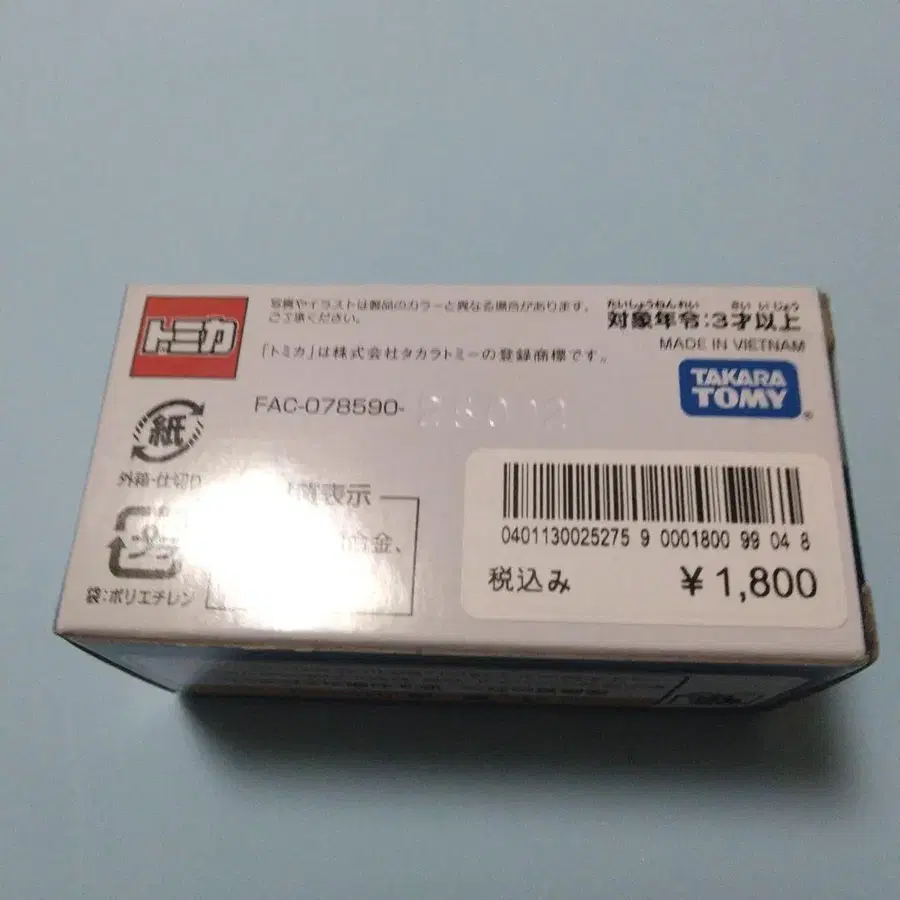 トミカ
写真やイラストは製品のカラーと異なる場合があります。
ご了承ください。
「トミカ」は株式会社タカラトミーの登録商標です。
たいしょうねんれい さい いじょう
対象年令:3才以上
MADE IN VIETNAM
TAKARA
TOMY
FAC-078590-
紙
外箱・仕切り
表示
合金、
袋:ポリエチレン
0401130025275 9 0001800 99 04 8
税込み ¥1,800